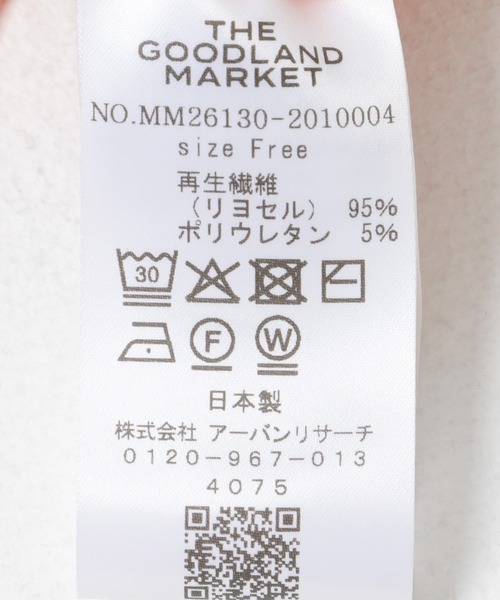 THE
GOODLAND
MARKET
NO.MM26130-2010004
size Free
再生繊維
（リヨセル） 95%
ポリウレタン 5%
30
F W
日本製
株式会社 アーバンリサーチ
0120-967-013
4075